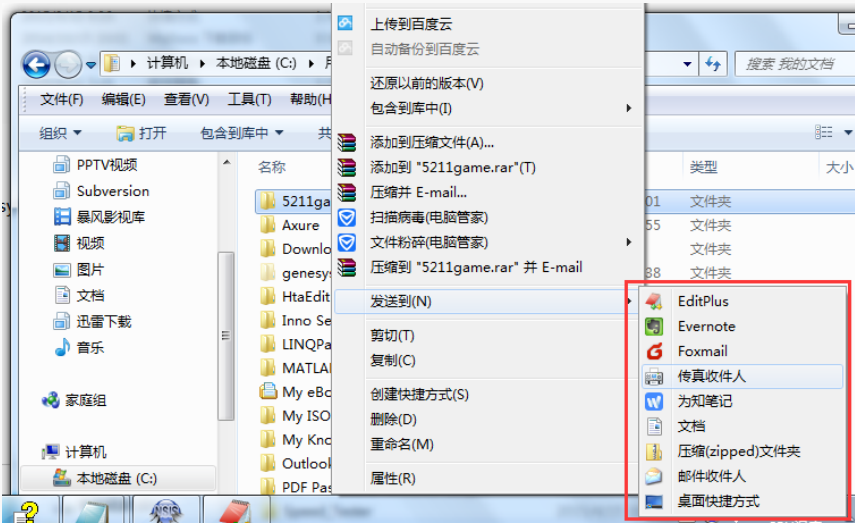 上传到百度云
自动备份到百度云
计算机 本地磁盘 (C:)
搜索 我的文档
还原以前的版本(V)
文件(F) 编辑(E) 查看(V) 工具(T) 帮助(H
包含到库中(I)
组织 打开 包含到库中 共
添加到压缩文件(A)...
PPTV视频
名称
添加到 "5211game.rar"(T)
类型
大小
Subversion
压缩并 E-mail...
5211ga
01 文件夹
暴风影视库
扫描病毒(电脑管家)
Axure
55 文件夹
视频
文件粉碎(电脑管家)
Downlo
文件夹
图片
压缩到 "5211game.rar" 并 E-mail
genesys
38 文件夹
文档
HtaEdit
发送到(N)
EditPlus
迅雷下载
Inno Se
Evernote
音乐
剪切(T)
LINQPa
Foxmail
复制(C)
MATLA
传真收件人
家庭组
My eBo
创建快捷方式(S)
为知笔记
My ISO
删除(D)
文档
计算机
My Kno
重命名(M)
压缩(zipped)文件夹
本地磁盘 (C:)
Outlook
属性(R)
邮件收件人
PDF Pas
桌面快捷方式
NSIS